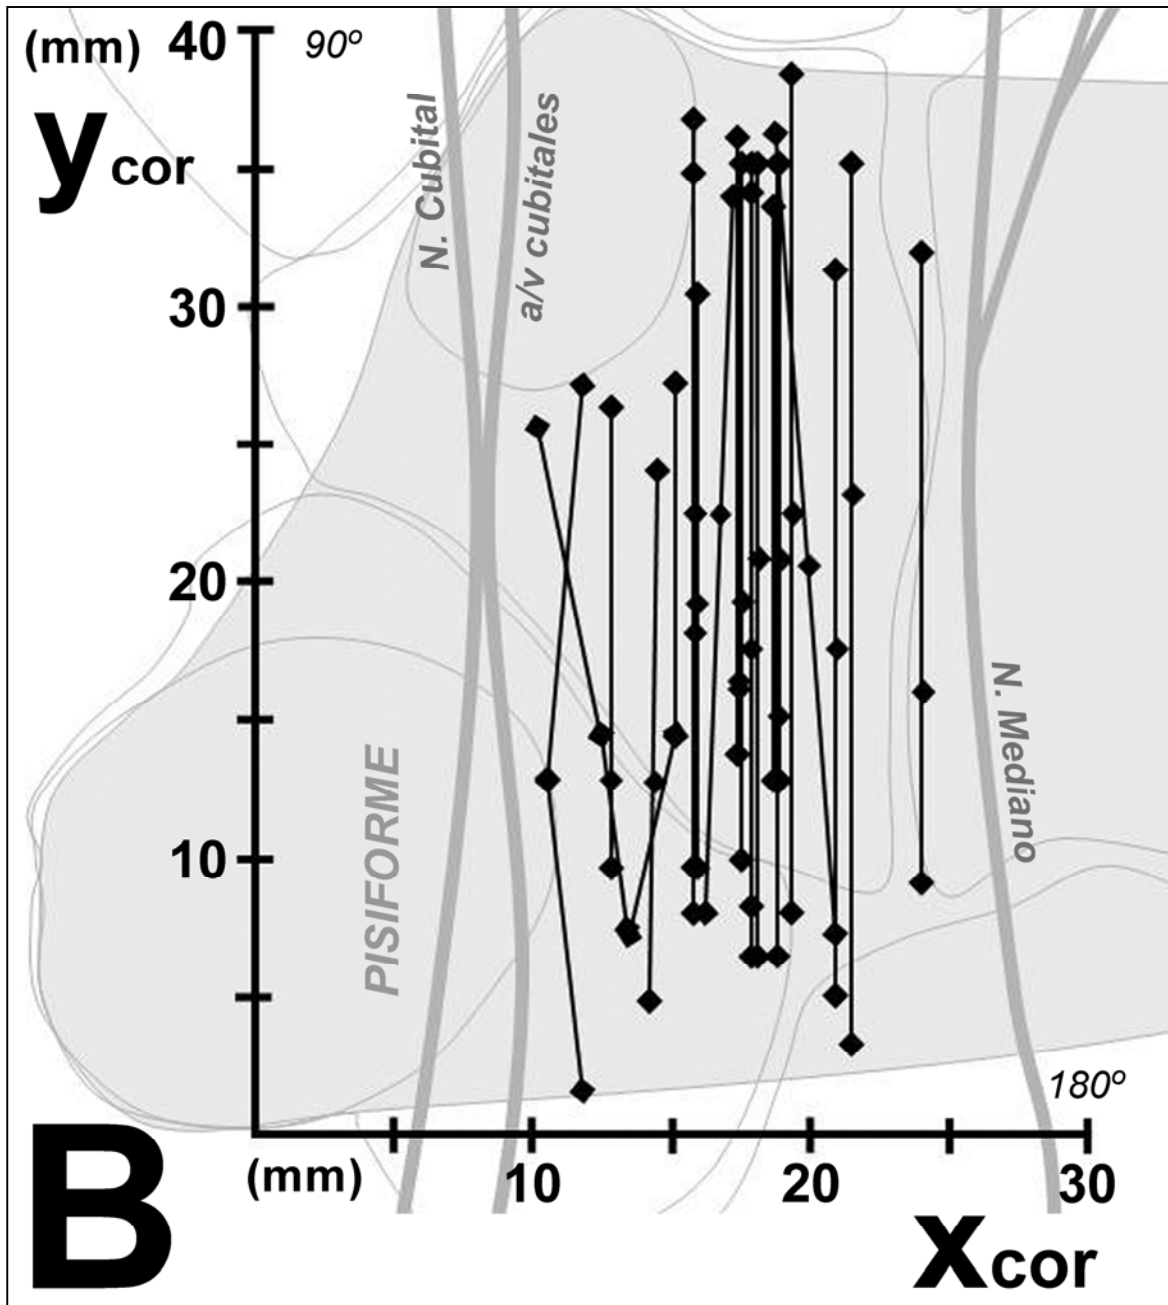 (mm) 40 90º
y cor
N. Cubital
a/v cubitales
30
20
N. Mediano
PISIFORME
10
180º
(mm) 10 20 30
B
x cor